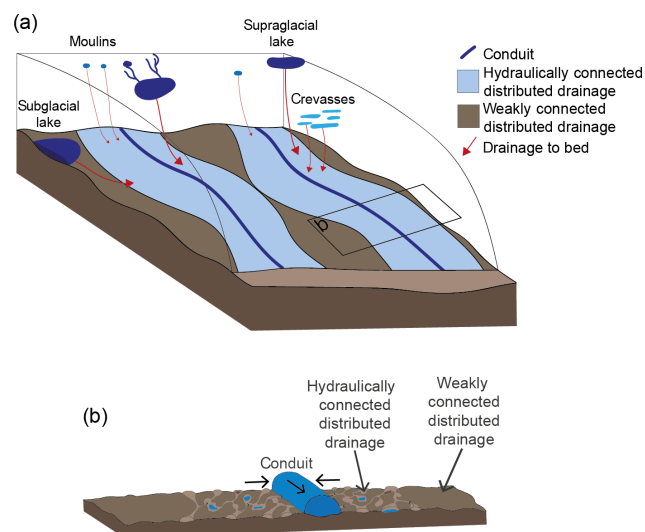 (a)
Moulins
Supraglacial
lake
Crevasses
Subglacial
lake
Conduit
Hydraulically connected
distributed drainage
Weakly connected
distributed drainage
Drainage to bed
b
(b)
Hydraulically
connected
distributed
drainage
Weakly
connected
distributed
drainage
Conduit